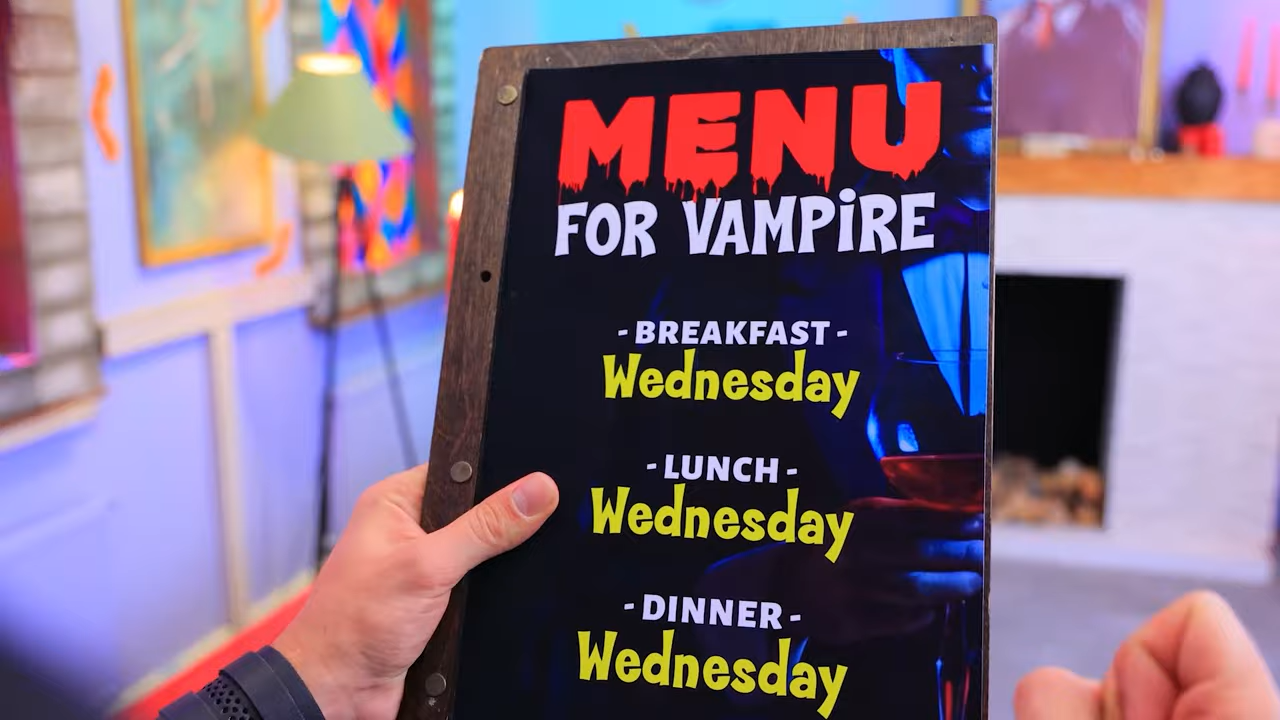 MENU
FOR VAMPiRE
- BREAKFAST -
Wednesday
- LUNCH -
Wednesday
- DINNER -
Wednesday